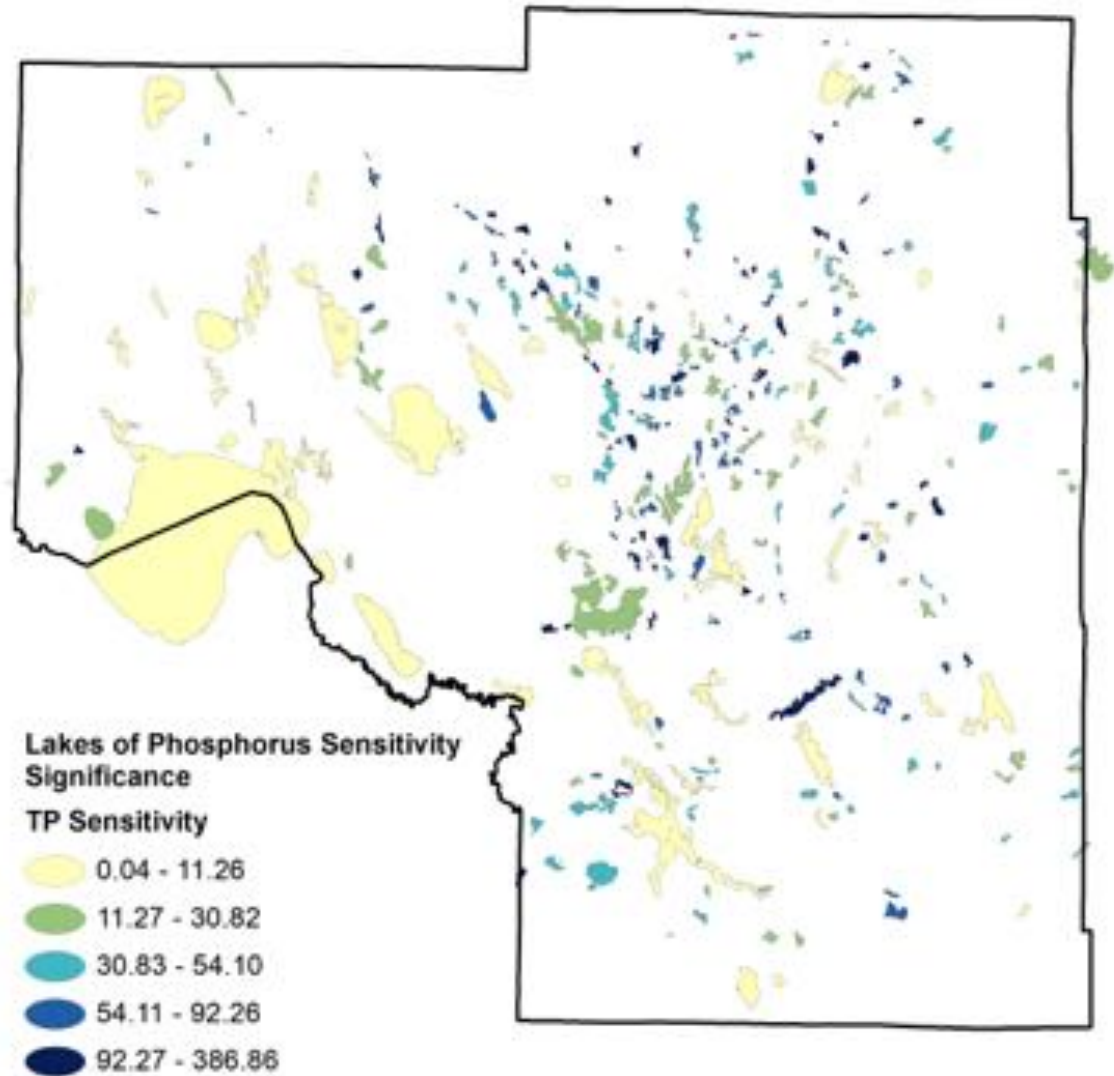 Lakes of Phosphorus Sensitivity
Significance
TP Sensitivity
0.04 - 11.26
11.27 - 30.82
30.83 - 54.10
54.11 - 92.26
92.27 - 386.86